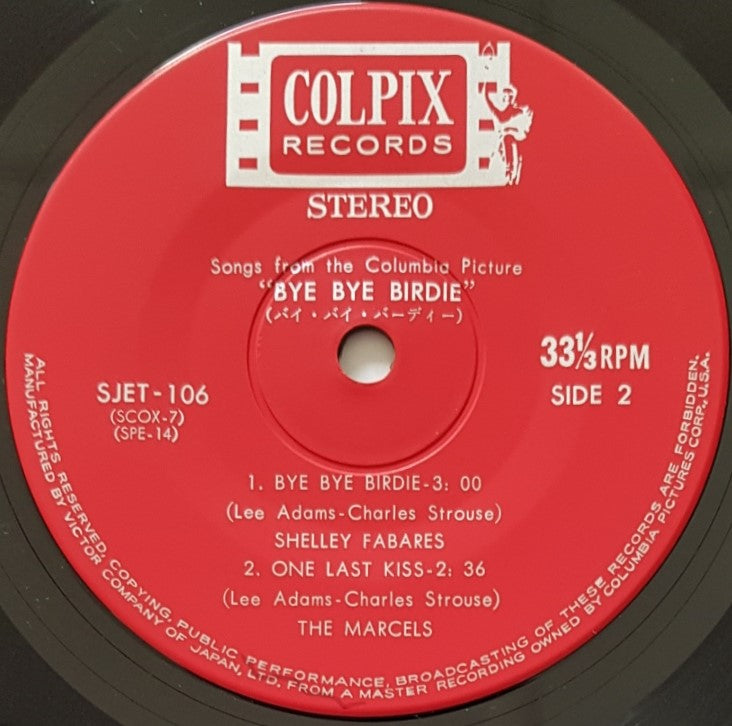 COLPIX
RECORDS
STEREO
Songs from the Columbia Picture
"BYE BYE BIRDIE"
(バイ・バイ・バーディー)
33⅓ RPM
SIDE 2
SJET-106
(SCOX-7)
(SPE-14)
1. BYE BYE BIRDIE-3: 00
(Lee Adams-Charles Strouse)
SHELLEY FABARES
2. ONE LAST KISS-2: 36
(Lee Adams-Charles Strouse)
THE MARCELS
ALL RIGHTS RESERVED, COPYING, PUBLIC PERFORMANCE, BROADCASTING OF THESE RECORDS ARE FORBIDDEN.
MANUFACTURED BY VICTOR COMPANY OF JAPAN, LTD. FROM A MASTER RECORDING OWNED BY COLUMBIA PICTURES CORP., U.S.A.